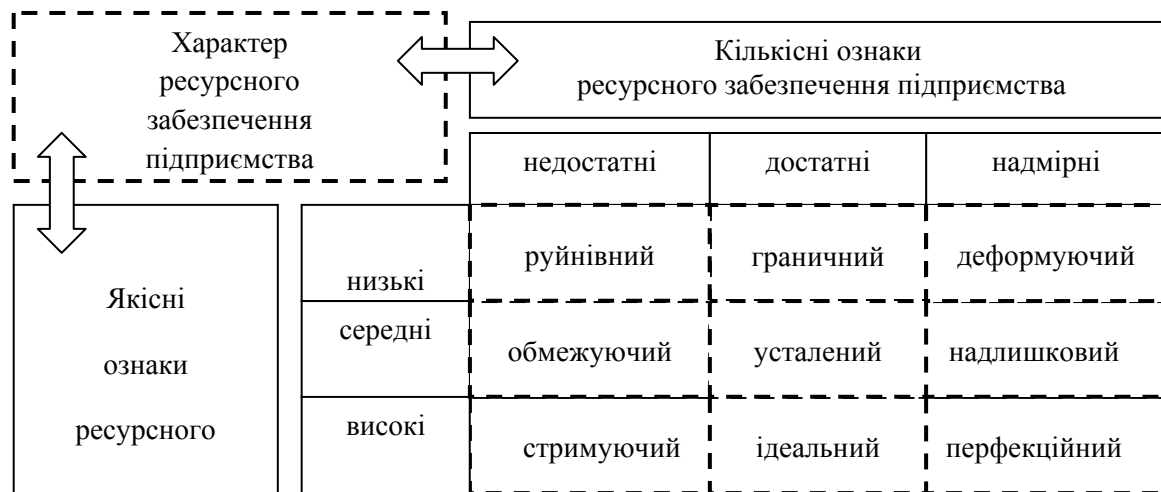 Характер
ресурсного
забезпечення
підприємства
Кількісні ознаки
ресурсного забезпечення підприємства
недостатні достатні надмірні
Якісні
ознаки
ресурсного
низькі руйнівний граничний деформуючий
середні обмежуючий усталений надлишковий
високі стримуючий ідеальний перфекційний